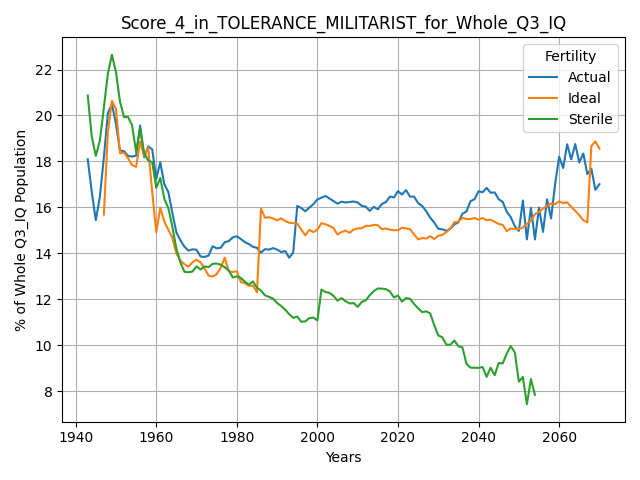 Score_4_in_TOLERANCE_MILITARIST_for_Whole_Q3_IQ
Fertility
Actual
Ideal
Sterile
% of Whole Q3_IQ Population
22
20
18
16
14
12
10
8
1940 1960 1980 2000 2020 2040 2060
Years